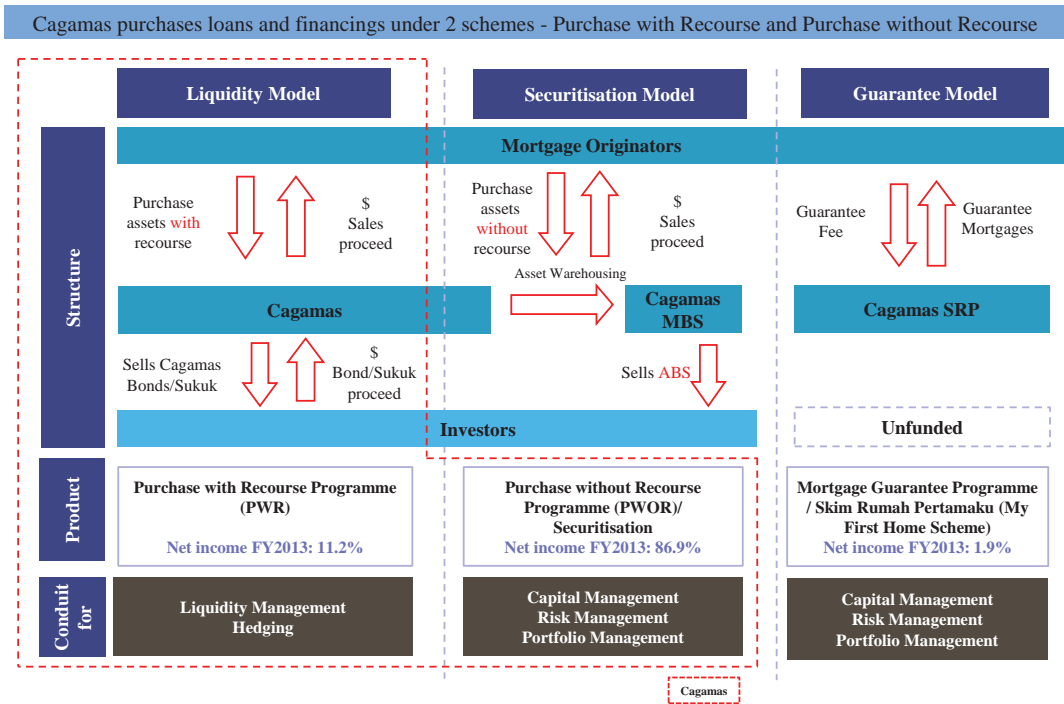 Cagamas purchases loans and financings under 2 schemes - Purchase with Recourse and Purchase without Recourse
Liquidity Model
Securitisation Model
Guarantee Model
Structure
Mortgage Originators
Purchase
assets with
recourse
$
Sales
proceed
Purchase
assets
without
recourse
$
Sales
proceed
Guarantee
Fee
Guarantee
Mortgages
Asset Warehousing
Cagamas
Cagamas
MBS
Cagamas SRP
Sells Cagamas
Bonds/Sukuk
$
Bond/Sukuk
proceed
Sells ABS
Investors
Unfunded
Product
Purchase with Recourse Programme
(PWR)
Net income FY2013: 11.2%
Purchase without Recourse
Programme (PWOR)/
Securitisation
Net income FY2013: 86.9%
Mortgage Guarantee Programme
/ Skim Rumah Pertamaku (My
First Home Scheme)
Net income FY2013: 1.9%
Conduit
for
Liquidity Management
Hedging
Capital Management
Risk Management
Portfolio Management
Capital Management
Risk Management
Portfolio Management
Cagamas